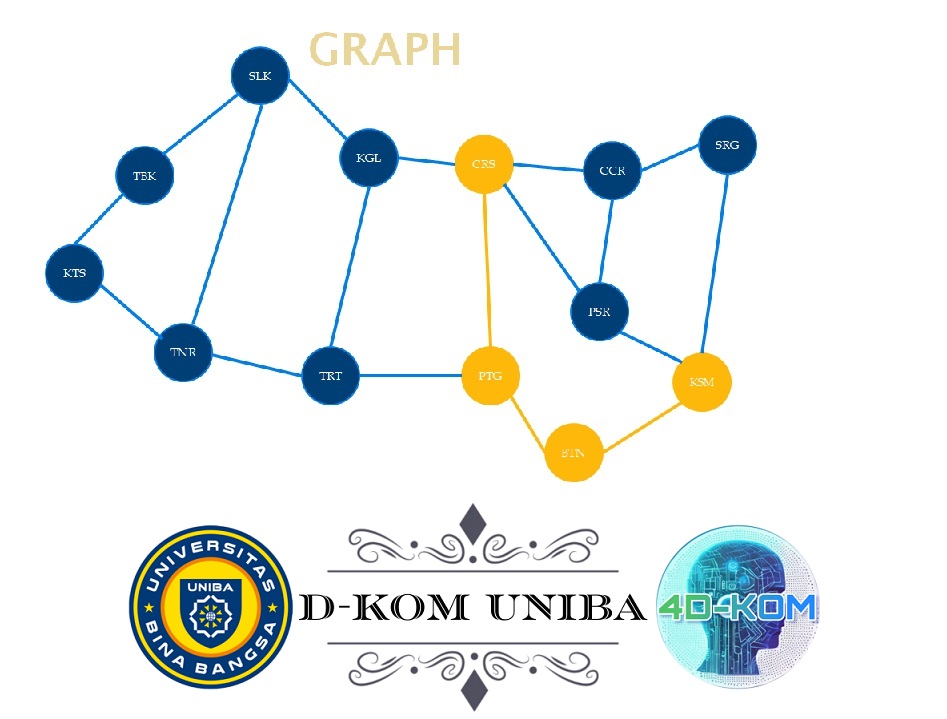 GRAPH
SLK
KGL
CRS
CCR
SRG
TBK
KTS
PSR
TNR
TRT
PTG
KSM
BTN
UNIVERSITAS
UNIBA
BINA BANGSA
D-KOM UNIBA
4D-KOM